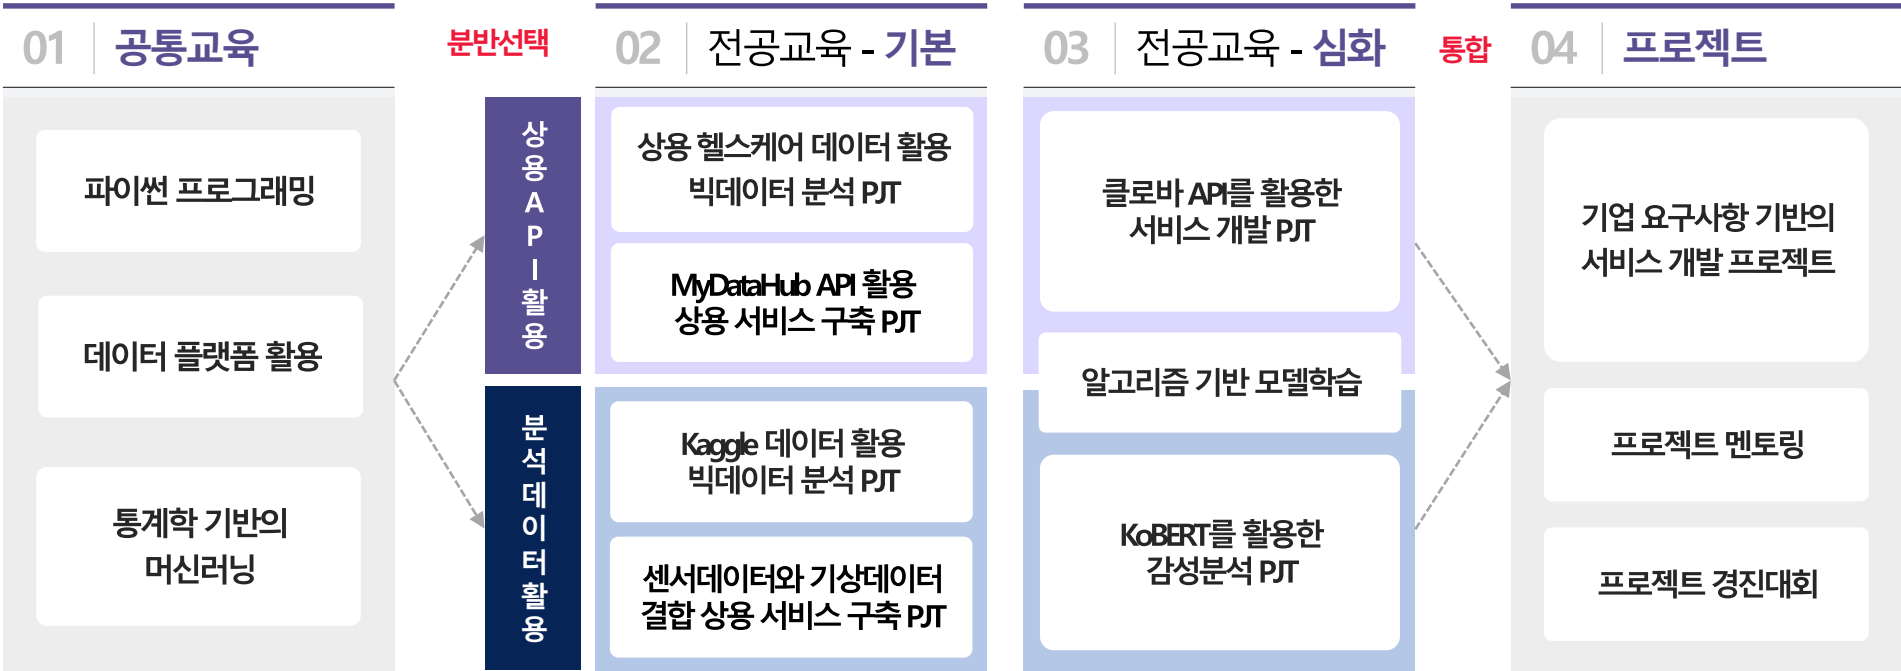 01 공통교육
파이썬 프로그래밍
데이터 플랫폼 활용
통계학 기반의
머신러닝
분반선택
상용API활용
분석데이터활용
02 전공교육 - 기본
상용 헬스케어 데이터 활용
빅데이터 분석 PJT
MyDataHub API 활용
상용 서비스 구축 PJT
Kaggle 데이터 활용
빅데이터 분석 PJT
센서데이터와 기상데이터
결합 상용 서비스 구축 PJT
03 전공교육 - 심화
클로바 API를 활용한
서비스 개발 PJT
알고리즘 기반 모델학습
KoBERT를 활용한
감성분석 PJT
통합
04 프로젝트
기업 요구사항 기반의
서비스 개발 프로젝트
프로젝트 멘토링
프로젝트 경진대회